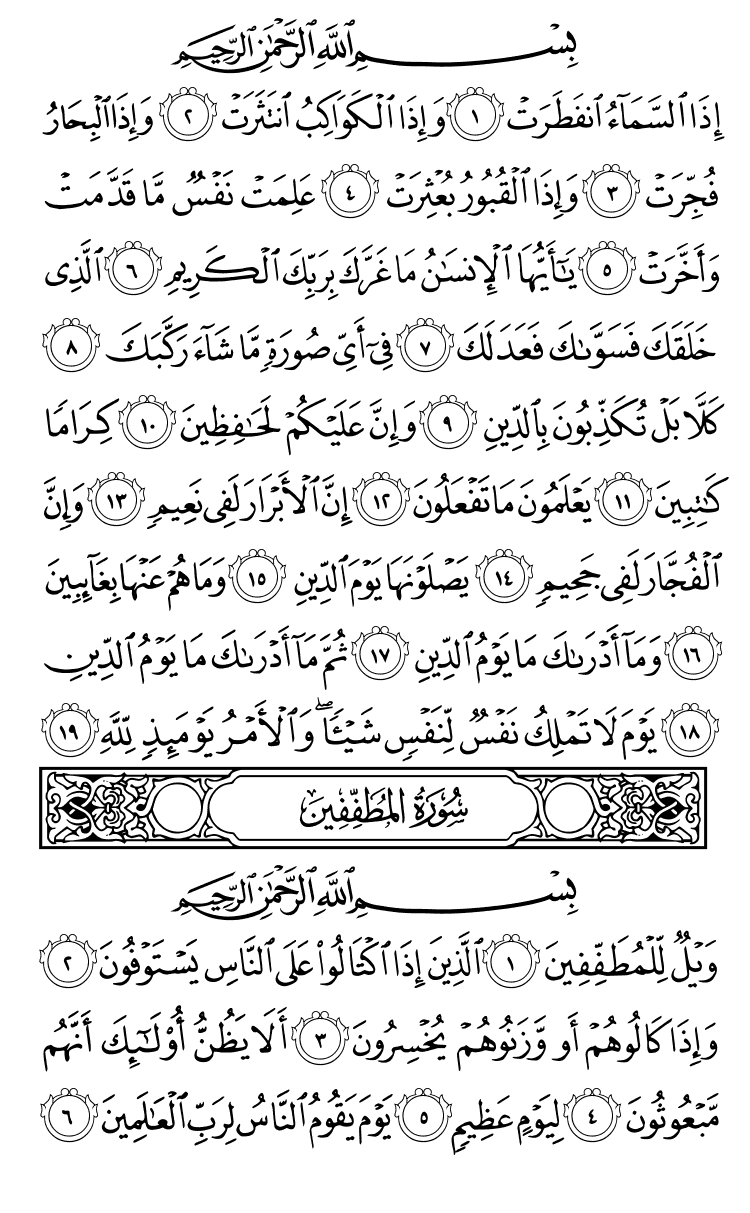 بِسْمِ ٱللَّهِ ٱلرَّحْمَٰنِ ٱلرَّحِيمِ
إِذَا ٱلسَّمَآءُ ٱنفَطَرَتْ ١ وَإِذَا ٱلْكَوَاكِبُ ٱنتَثَرَتْ ٢ وَإِذَا ٱلْبِحَارُ
فُجِّرَتْ ٣ وَإِذَا ٱلْقُبُورُ بُعْثِرَتْ ٤ عَلِمَتْ نَفْسٌ مَّا قَدَّمَتْ
وَأَخَّرَتْ ٥ يَٰٓأَيُّهَا ٱلْإِنسَٰنُ مَا غَرَّكَ بِرَبِّكَ ٱلْكَرِيمِ ٦ ٱلَّذِى
خَلَقَكَ فَسَوَّىٰكَ فَعَدَلَكَ ٧ فِىٓ أَىِّ صُورَةٍ مَّا شَآءَ رَكَّبَكَ ٨
كَلَّا بَلْ تُكَذِّبُونَ بِٱلدِّينِ ٩ وَإِنَّ عَلَيْكُمْ لَحَٰفِظِينَ ١٠ كِرَامًا
كَٰتِبِينَ ١١ يَعْلَمُونَ مَا تَفْعَلُونَ ١٢ إِنَّ ٱلْأَبْرَارَ لَفِى نَعِيمٍ ١٣ وَإِنَّ
ٱلْفُجَّارَ لَفِى جَحِيمٍ ١٤ يَصْلَوْنَهَا يَوْمَ ٱلدِّينِ ١٥ وَمَا هُمْ عَنْهَا بِغَآئِبِينَ
١٦ وَمَآ أَدْرَىٰكَ مَا يَوْمُ ٱلدِّينِ ١٧ ثُمَّ مَآ أَدْرَىٰكَ مَا يَوْمُ ٱلدِّينِ
١٨ يَوْمَ لَا تَمْلِكُ نَفْسٌ لِّنَفْسٍ شَيْـًٔا ۖ وَٱلْأَمْرُ يَوْمَئِذٍ لِّلَّهِ ١٩
سُورَةُ المُطَفِّفِينَ
بِسْمِ ٱللَّهِ ٱلرَّحْمَٰنِ ٱلرَّحِيمِ
وَيْلٌ لِّلْمُطَفِّفِينَ ١ ٱلَّذِينَ إِذَا ٱكْتَالُوا۟ عَلَى ٱلنَّاسِ يَسْتَوْفُونَ ٢
وَإِذَا كَالُوهُمْ أَو وَّزَنُوهُمْ يُخْسِرُونَ ٣ أَلَا يَظُنُّ أُو۟لَٰٓئِكَ أَنَّهُم
مَّبْعُوثُونَ ٤ لِيَوْمٍ عَظِيمٍ ٥ يَوْمَ يَقُومُ ٱلنَّاسُ لِرَبِّ ٱلْعَٰلَمِينَ ٦